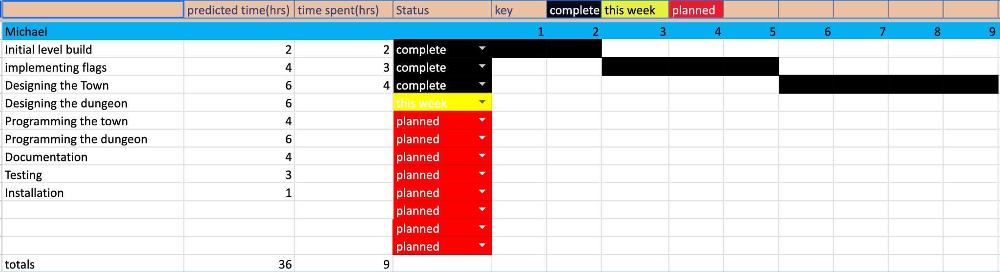 predicted time(hrs) time spent(hrs) Status key complete this week planned
Michael 1 2 3 4 5 6 7 8 9
Initial level build 2 2 complete
implementing flags 4 3 complete
Designing the Town 6 4 complete
Designing the dungeon 6 this week
Programming the town 4 planned
Programming the dungeon 6 planned
Documentation 4 planned
Testing 3 planned
Installation 1 planned
planned
planned
planned
totals 36 9